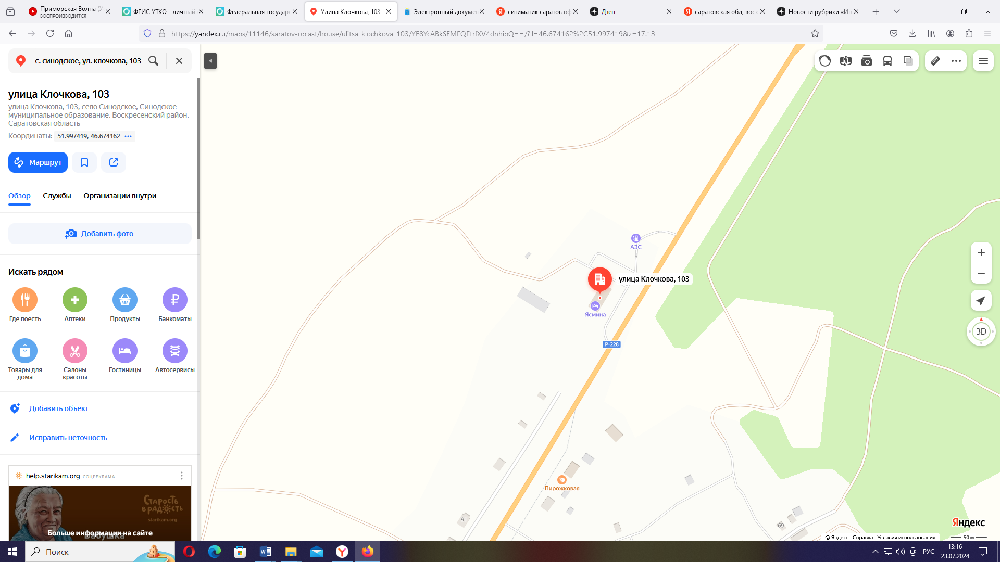 Приморская Волна (У
ВОСПРОИЗВОДИТСЯ
ФГИС УТКО - личный
Федеральная государс
Улица Клочкова, 103 —
Электронный докумен
ситиматик саратов оф
Дзен
саратовская обл, воск
Новости рубрики «Ин
https://yandex.ru/maps/11146/saratov-oblast/house/ulitsa_klochkova_103/YE8YcABkSEMFQFtrfXV4dnhibQ==/?ll=46.674162%2C51.997419&z=17.13
с. синодское, ул. клочкова, 103
улица Клочкова, 103
улица Клочкова, 103, село Синодское, Синодское
муниципальное образование, Воскресенский район,
Саратовская область
Координаты: 51.997419, 46.674162
Маршрут
Обзор
Службы
Организации внутри
Добавить фото
Искать рядом
Где поесть
Аптеки
Продукты
Банкоматы
Товары для
дома
Салоны
красоты
Гостиницы
Автосервисы
Добавить объект
Исправить неточность
help.starikam.org СОЦРЕКЛАМА
Старость
в радость
starikam.org
Больше информации на сайте
АЗС
улица Клочкова, 103
Ясмина
Р-228
Пирожковая
91
69
3D
Яндекс
© Яндекс Справка Условия использования
50 м
Поиск
РУС
13:16
23.07.2024